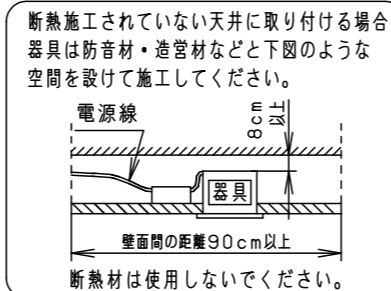 断熱施工されていない天井に取り付ける場合
器具は防音材・造営材などと下図のような
空間を設けて施工してください。
電源線
8cm
以上
器具
壁面間の距離90cm以上
断熱材は使用しないでください。